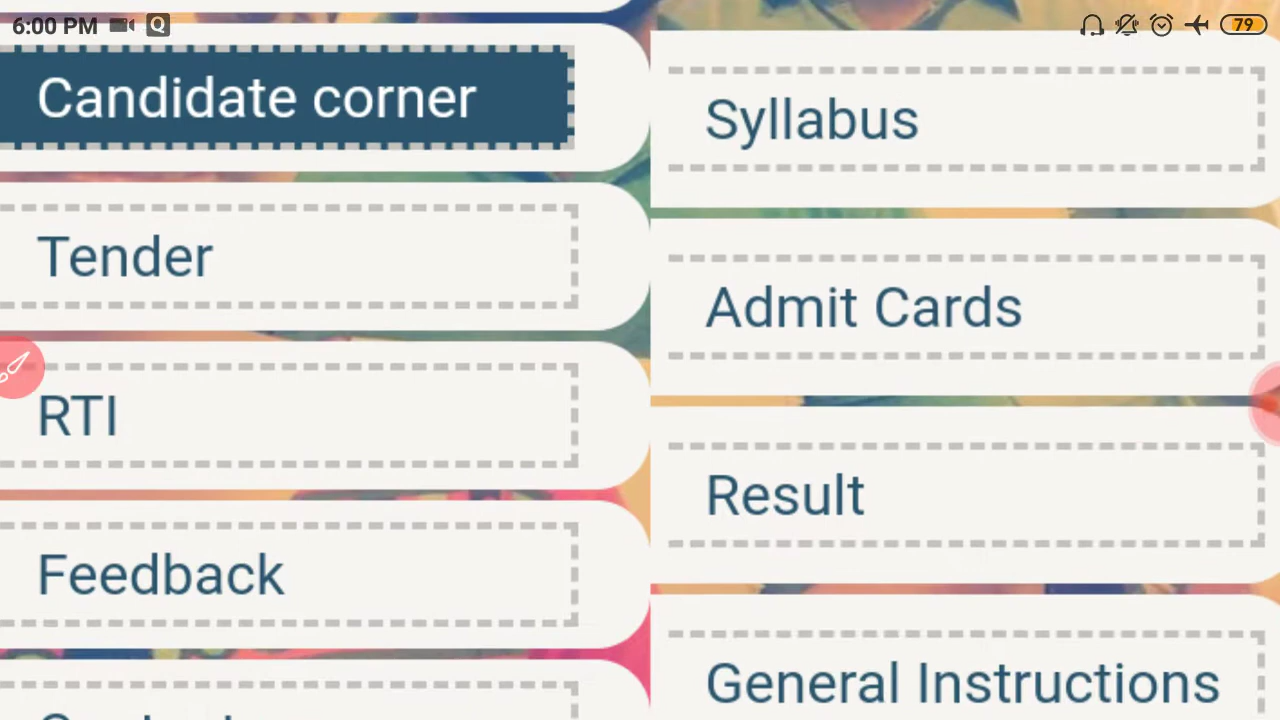 6:00 PM
79
Candidate corner
Tender
RTI
Feedback
Syllabus
Admit Cards
Result
General Instructions